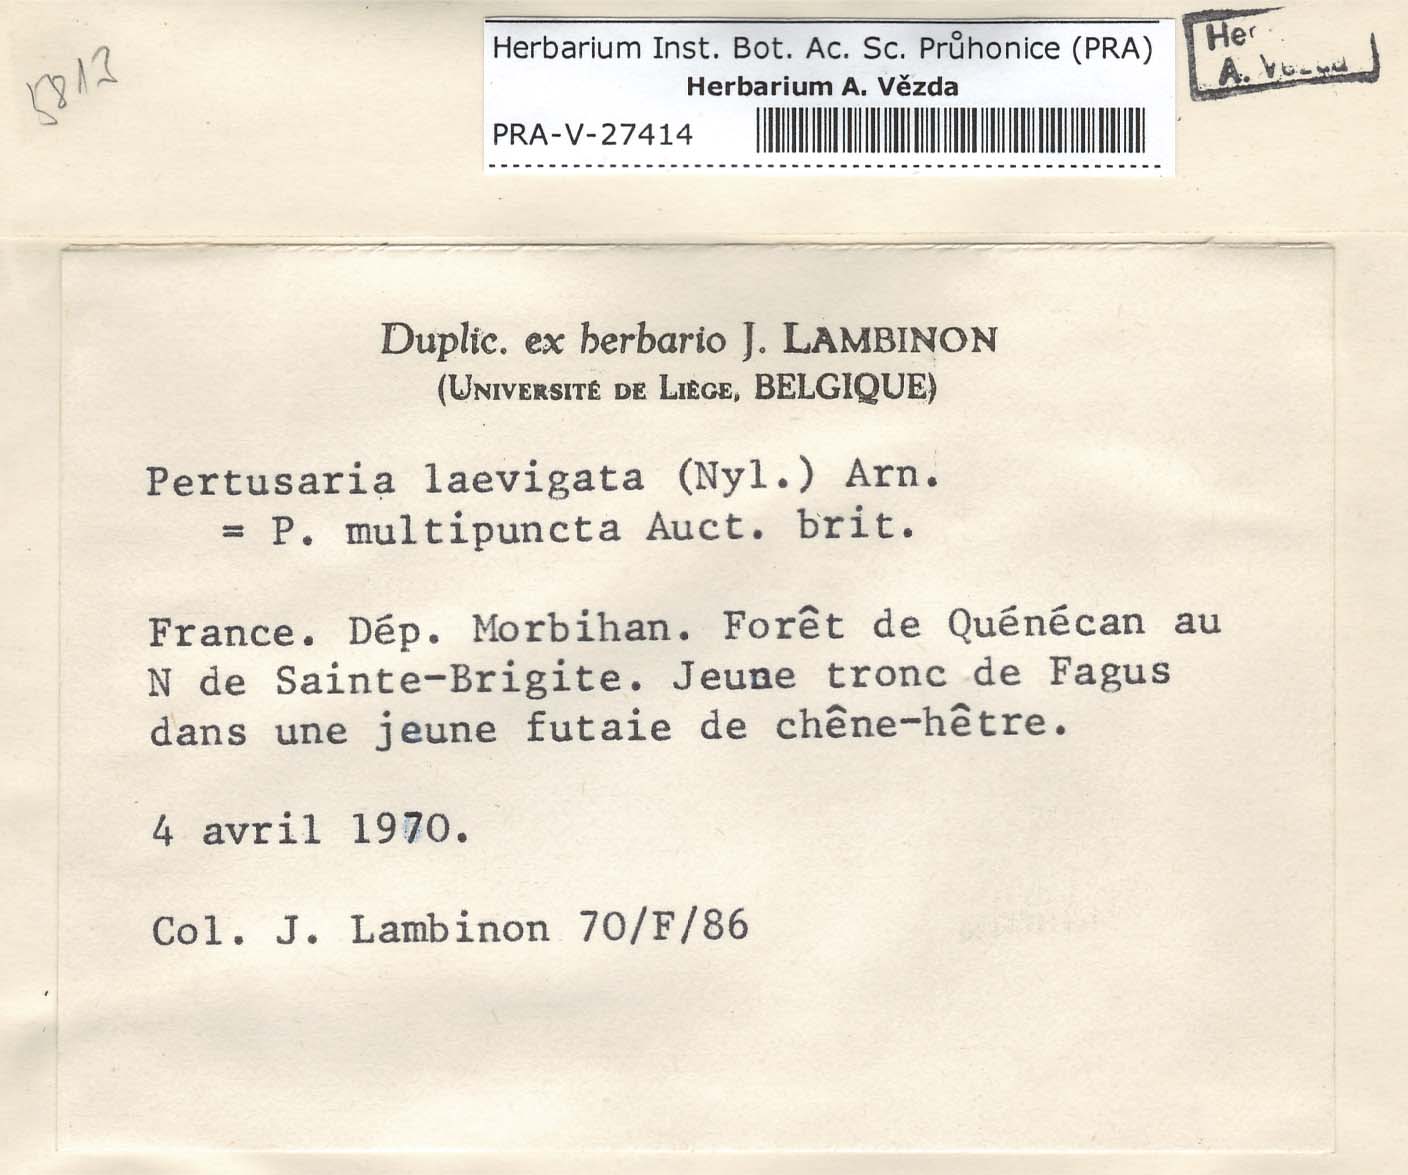 5812
Herbarium Inst. Bot. Ac. Sc. Průhonice (PRA)
Herbarium A. Vězda
PRA-V-27414
Her
A.
Duplic. ex herbario J. LAMBINON
(UNIVERSITÉ DE LIÈGE, BELGIQUE)
Pertusaria laevigata (Nyl.) Arn.
= P. multipuncta Auct. brit.
France. Dép. Morbihan. Forêt de Quénécan au
N de Sainte-Brigite. Jeune tronc de Fagus
dans une jeune futaie de chêne-hêtre.
4 avril 1970.
Col. J. Lambinon 70/F/86